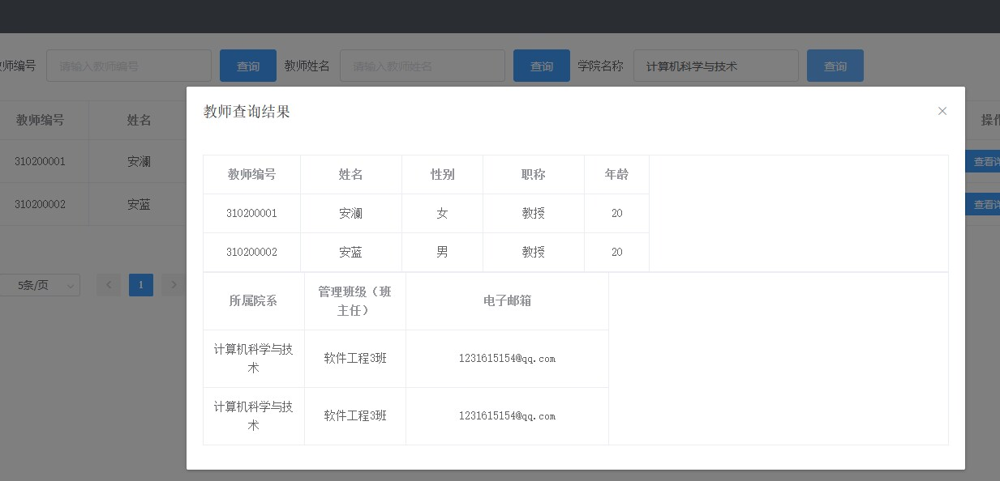 教师编号 请输入教师编号 查询 教师姓名 请输入教师姓名 查询 学院名称 计算机科学与技术 查询
教师编号 姓名 操作
310200001 安澜 查看详
310200002 安蓝 查看详
5条/页 1
教师查询结果
教师编号 姓名 性别 职称 年龄
310200001 安澜 女 教授 20
310200002 安蓝 男 教授 20
所属院系 管理班级（班
主任） 电子邮箱
计算机科学与技
术 软件工程3班 1231615154@qq.com
计算机科学与技
术 软件工程3班 1231615154@qq.com